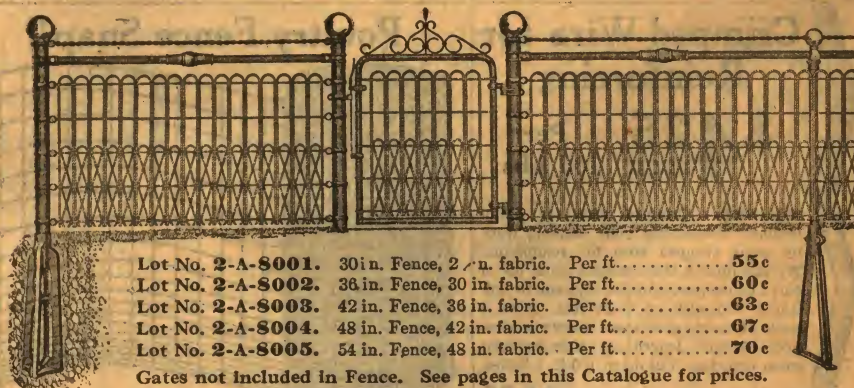 Lot No. 2-A-8001. 30 in. Fence, 2 n. fabric. Per ft............ 55c
Lot No. 2-A-8002. 36 in. Fence, 30 in. fabric. Per ft............ 60c
Lot No. 2-A-8003. 42 in. Fence, 36 in. fabric. Per ft............ 63c
Lot No. 2-A-8004. 48 in. Fence, 42 in. fabric. Per ft............ 67c
Lot No. 2-A-8005. 54 in. Fence, 48 in. fabric. Per ft............ 70c
Gates not Included in Fence. See pages in this Catalogue for prices.